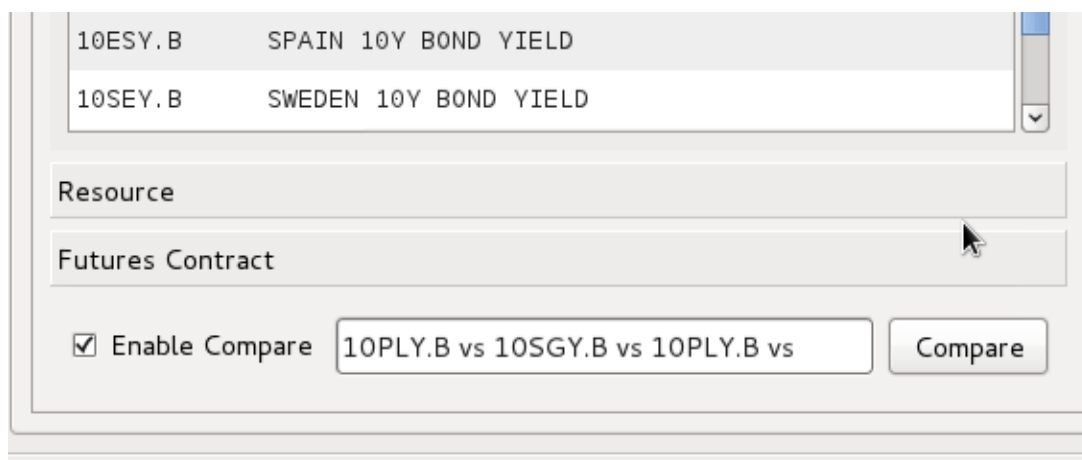 10ESY.B SPAIN 10Y BOND YIELD
10SEY.B SWEDEN 10Y BOND YIELD
Resource
Futures Contract
Enable Compare 10PLY.B vs 10SGY.B vs 10PLY.B vs Compare